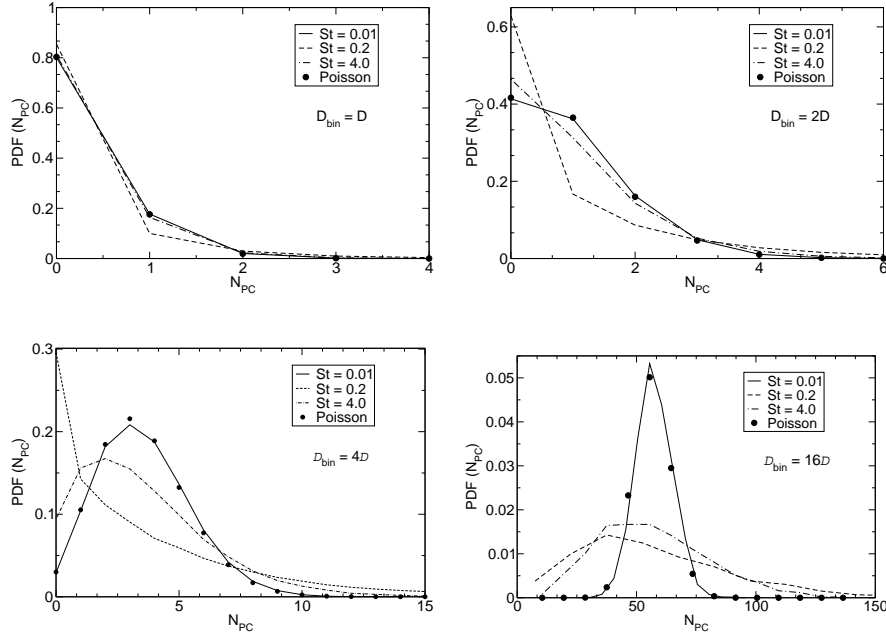 1
0.8
0.6
0.4
0.2
0
PDF (N_PC)
St = 0.01
St = 0.2
St = 4.0
Poisson
D_bin = D
0 1 2 3 4
N_PC
0.6
0.4
0.2
0
PDF (N_PC)
St = 0.01
St = 0.2
St = 4.0
Poisson
D_bin = 2D
0 2 4 6
N_PC
0.3
0.2
0.1
0
PDF (N_PC)
St = 0.01
St = 0.2
St = 4.0
Poisson
D_bin = 4D
0 5 10 15
N_PC
0.05
0.04
0.03
0.02
0.01
0
PDF (N_PC)
St = 0.01
St = 0.2
St = 4.0
Poisson
D_bin = 16D
0 50 100 150
N_PC